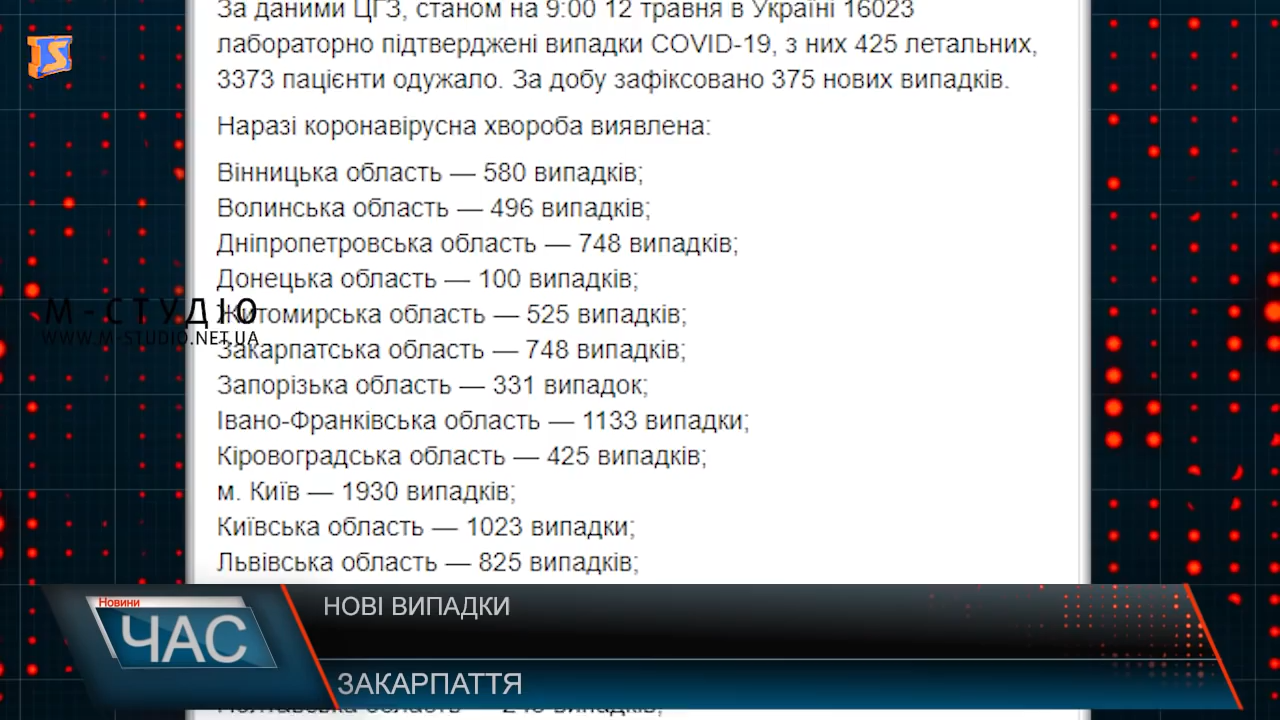 За даними ЦГЗ, станом на 9:00 12 травня в Україні 16023
лабораторно підтверджені випадки COVID-19, з них 425 летальних,
3373 пацієнти одужало. За добу зафіксовано 375 нових випадків.
Наразі коронавірусна хвороба виявлена:
Вінницька область — 580 випадків;
Волинська область — 496 випадків;
Дніпропетровська область — 748 випадків;
Донецька область — 100 випадків;
М-СТУДІО
Житомирська область — 525 випадків;
WWW.M-STUDIO.NET.UA
Закарпатська область — 748 випадків;
Запорізька область — 331 випадок;
Івано-Франківська область — 1133 випадки;
Кіровоградська область — 425 випадків;
м. Київ — 1930 випадків;
Київська область — 1023 випадки;
Львівська область — 825 випадків;
Новини
ЧАС
НОВІ ВИПАДКИ
ЗАКАРПАТТЯ